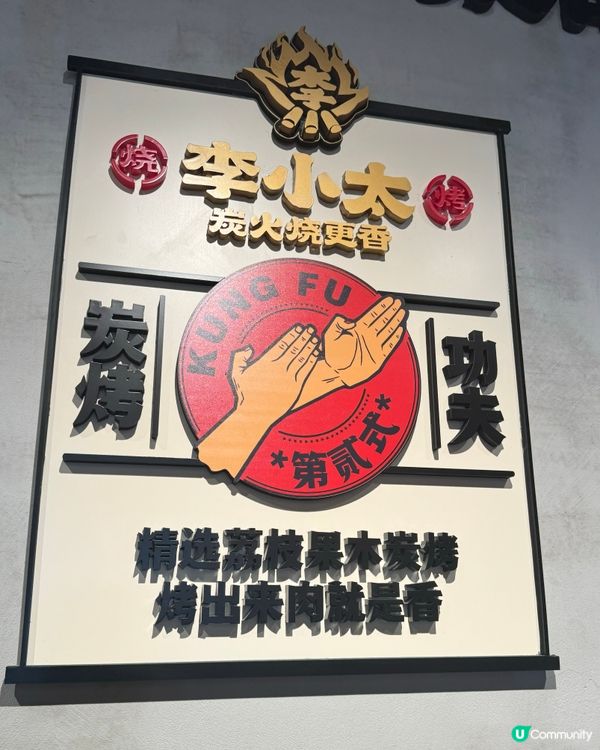 李
烧 李小太 烤
炭火烧更香
KUNG FU
炭烤
功夫
*第贰式*
精选荔枝果木炭烤
烤出来肉就是香
U Community